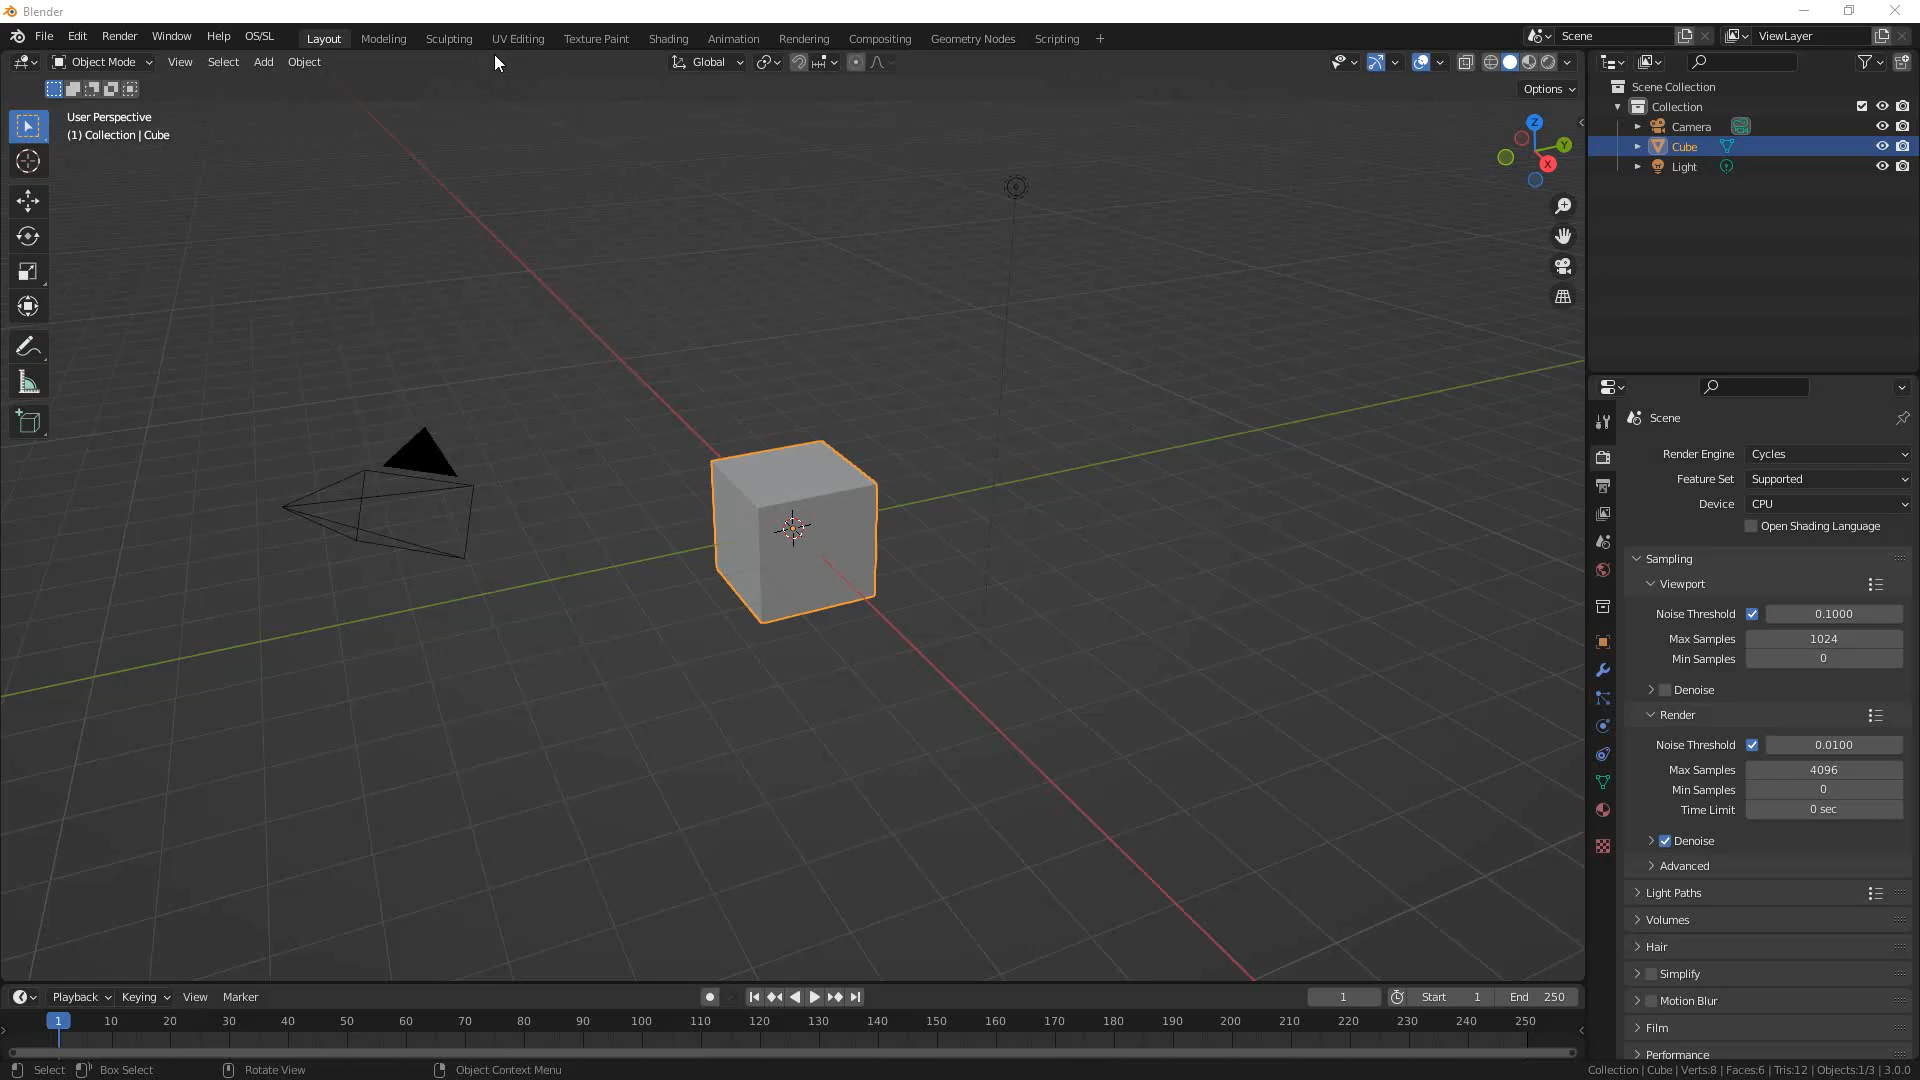 Blender
File Edit Render Window Help OS/SL Layout Modeling Sculpting UV Editing Texture Paint Shading Animation Rendering Compositing Geometry Nodes Scripting + Scene ViewLayer
Object Mode View Select Add Object Global
Options
User Perspective
(1) Collection | Cube
Z
Y
X
Scene Collection
Collection
Camera
Cube
Light
Scene
Render Engine Cycles
Feature Set Supported
Device CPU
Open Shading Language
Sampling
Viewport
Noise Threshold 0.1000
Max Samples 1024
Min Samples 0
Denoise
Render
Noise Threshold 0.0100
Max Samples 4096
Min Samples 0
Time Limit 0 sec
Denoise
Advanced
Light Paths
Volumes
Hair
Simplify
Motion Blur
Film
Performance
Playback Keying View Marker 1 Start 1 End 250
1 10 20 30 40 50 60 70 80 90 100 110 120 130 140 150 160 170 180 190 200 210 220 230 240 250
Select Box Select Rotate View Object Context Menu Collection | Cube | Verts:8 | Faces:6 | Tris:12 | Objects:1/3 | 3.0.0